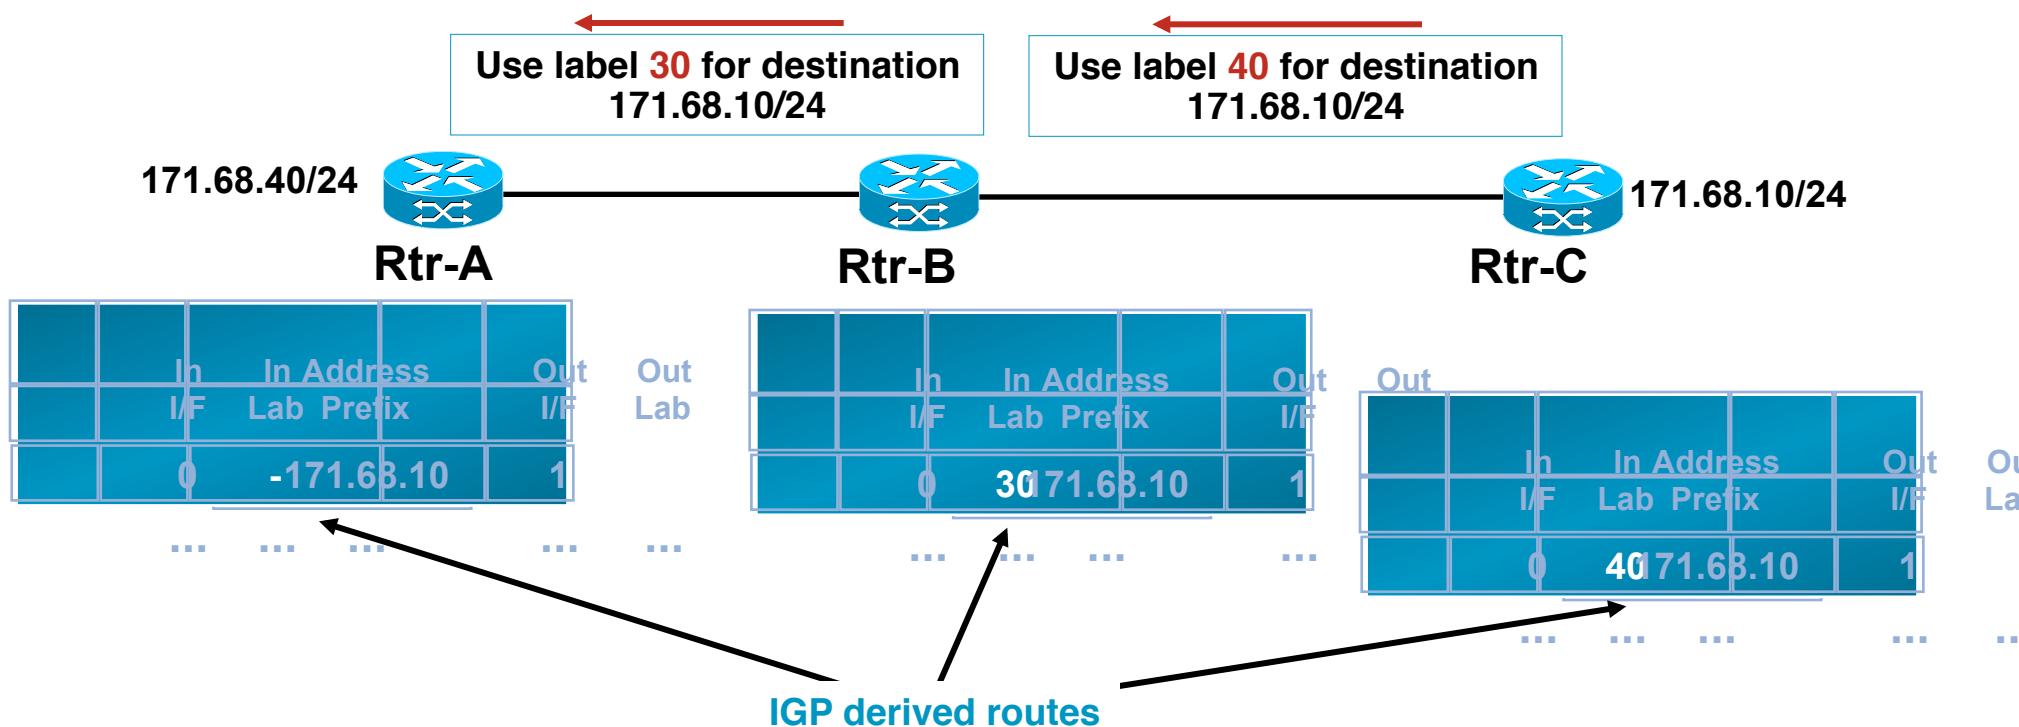 Use label 30 for destination
171.68.10/24
Use label 40 for destination
171.68.10/24
171.68.40/24
171.68.10/24
Rtr-A
Rtr-B
Rtr-C
In In Address Out Out
I/F Lab Prefix I/F Lab
0 - 171.68.10 1
... ... ... ... ...
In In Address Out Out
I/F Lab Prefix I/F
0 30 171.68.10 1
... ... ... ...
In In Address Out
I/F Lab Prefix I/F
0 40 171.68.10 1
... ... ... ...
IGP derived routes